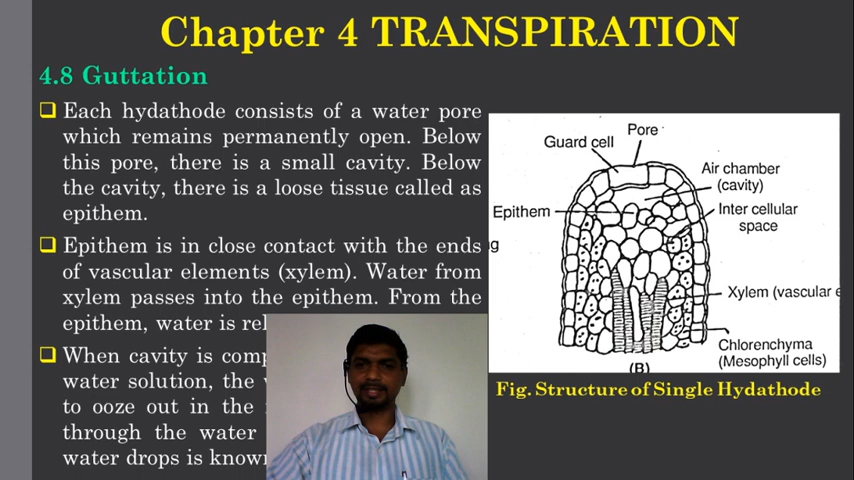 Chapter 4 TRANSPIRATION
4.8 Guttation
Each hydathode consists of a water pore
which remains permanently open. Below
this pore, there is a small cavity. Below
the cavity, there is a loose tissue called as
epithem.
Epithem is in close contact with the ends
of vascular elements (xylem). Water from
xylem passes into the epithem. From the
epithem, water is
When cavity is
water solution, the
to ooze out in the
through the water
water drops is
Pore
Guard cell
Air chamber
(cavity)
Epithem
Inter cellular
space
Xylem (vascular
Chlorenchyma
(Mesophyll cells)
(B)
Fig. Structure of Single Hydathode